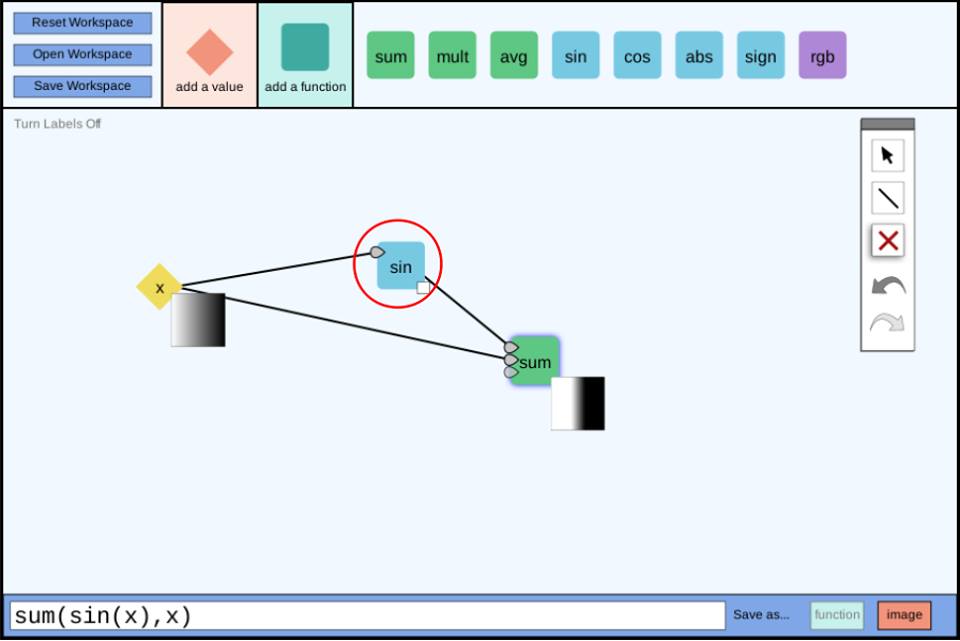 Reset Workspace
Open Workspace
Save Workspace
add a value
add a function
sum mult avg sin cos abs sign rgb
Turn Labels Off
sin
x
sum
sum(sin(x),x)
Save as... function image